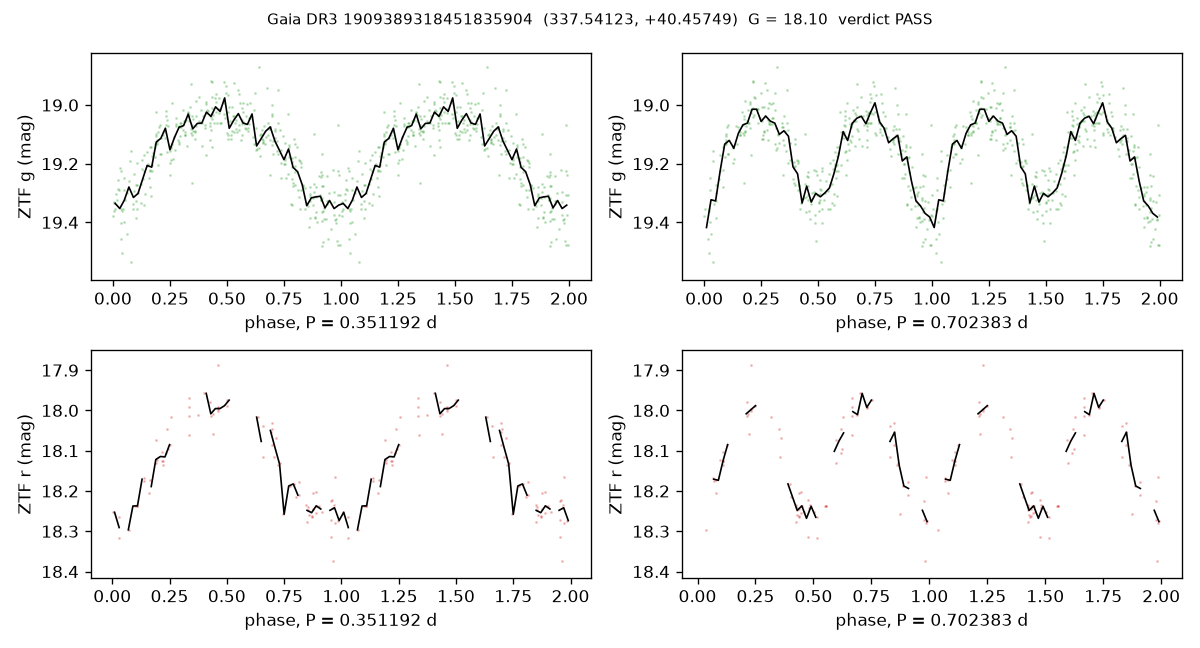 Gaia DR3 1909389318451835904 (337.54123, +40.45749) G = 18.10 verdict PASS
ZTF g (mag)
19.0
19.2
19.4
0.00 0.25 0.50 0.75 1.00 1.25 1.50 1.75 2.00
phase, P = 0.351192 d
ZTF g (mag)
19.0
19.2
19.4
0.00 0.25 0.50 0.75 1.00 1.25 1.50 1.75 2.00
phase, P = 0.702383 d
ZTF r (mag)
17.9
18.0
18.1
18.2
18.3
18.4
0.00 0.25 0.50 0.75 1.00 1.25 1.50 1.75 2.00
phase, P = 0.351192 d
ZTF r (mag)
17.9
18.0
18.1
18.2
18.3
18.4
0.00 0.25 0.50 0.75 1.00 1.25 1.50 1.75 2.00
phase, P = 0.702383 d